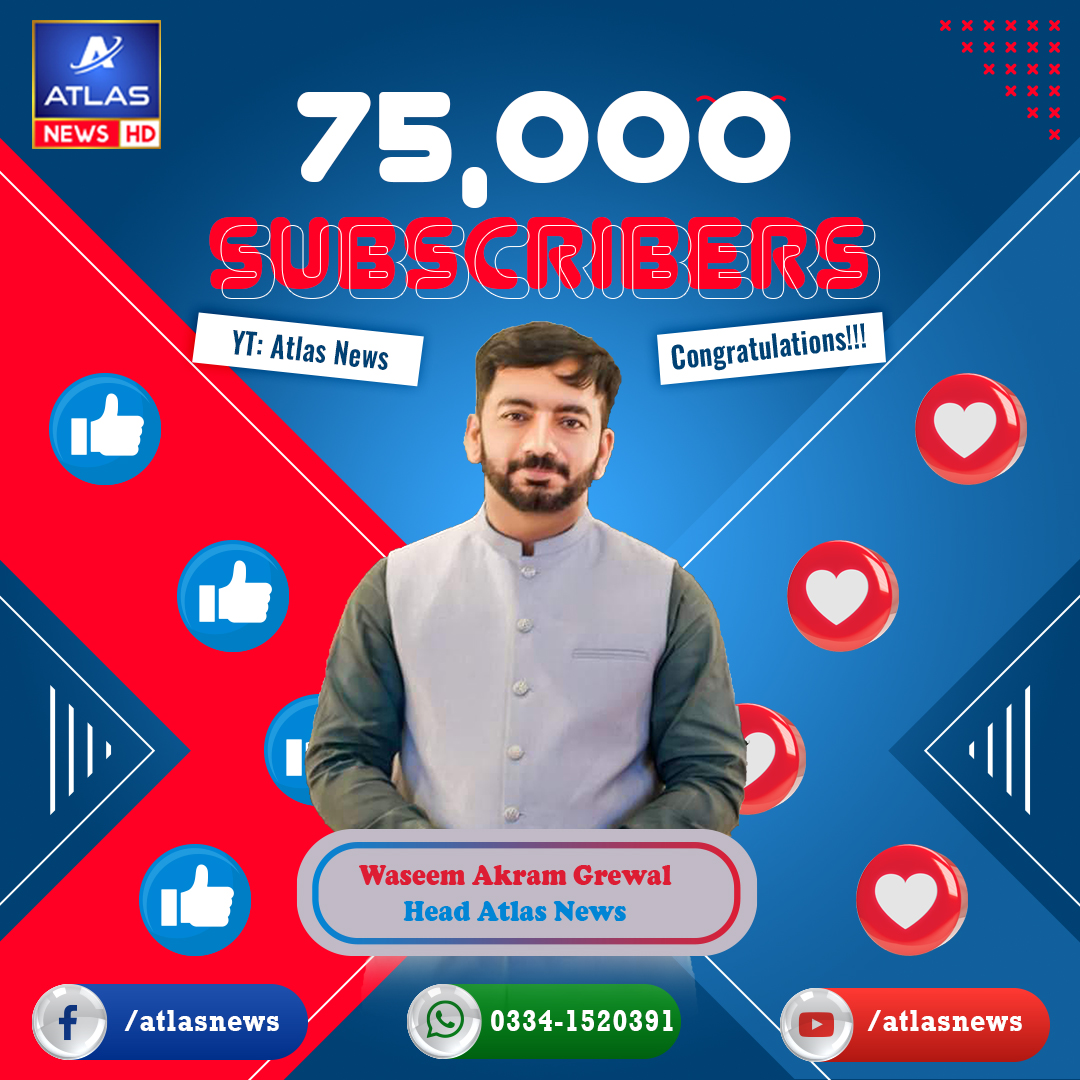 ATLAS
NEWS HD
75,000
SUBSCRIBERS
YT: Atlas News
Congratulations!!!
Waseem Akram Grewal
Head Atlas News
/atlasnews
0334-1520391
/atlasnews